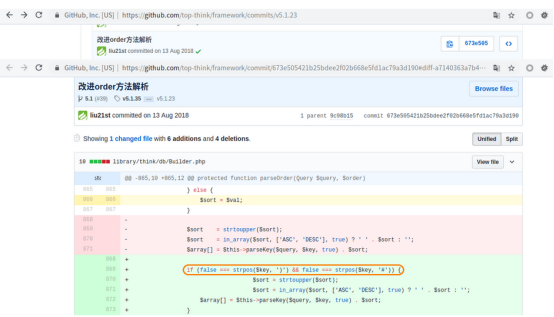 GitHub, Inc. [US] | https://github.com/top-think/framework/commits/v5.1.23
改进order方法解析
liu21st committed on 13 Aug 2018
673e505
GitHub, Inc. [US] | https://github.com/top-think/framework/commit/673e505421b25bdee2f02b668e5fd1ac79a3d190#diff-a7140363a7b4…
改进order方法解析
Browse files
5.1 (#39) v5.1.35 … v5.1.23
liu21st committed on 13 Aug 2018
1 parent 9c98b15 commit 673e505421b25bdee2f02b668e5fd1ac79a3d190
Showing 1 changed file with 6 additions and 4 deletions.
Unified Split
10 library/think/db/Builder.php
View file
@@ -865,10 +865,12 @@ protected function parseOrder(Query $query, $order)
865 865 } else {
866 866 $sort = $val;
867 867 }
868 -
869 - $sort = strtoupper($sort);
870 - $sort = in_array($sort, ['ASC', 'DESC'], true) ? ' ' . $sort : '';
871 - $array[] = $this->parseKey($query, $key, true) . $sort;
868 +
869 + if (false === strpos($key, ')') && false === strpos($key, '#')) {
870 + $sort = strtoupper($sort);
871 + $sort = in_array($sort, ['ASC', 'DESC'], true) ? ' ' . $sort : '';
872 + $array[] = $this->parseKey($query, $key, true) . $sort;
873 + }